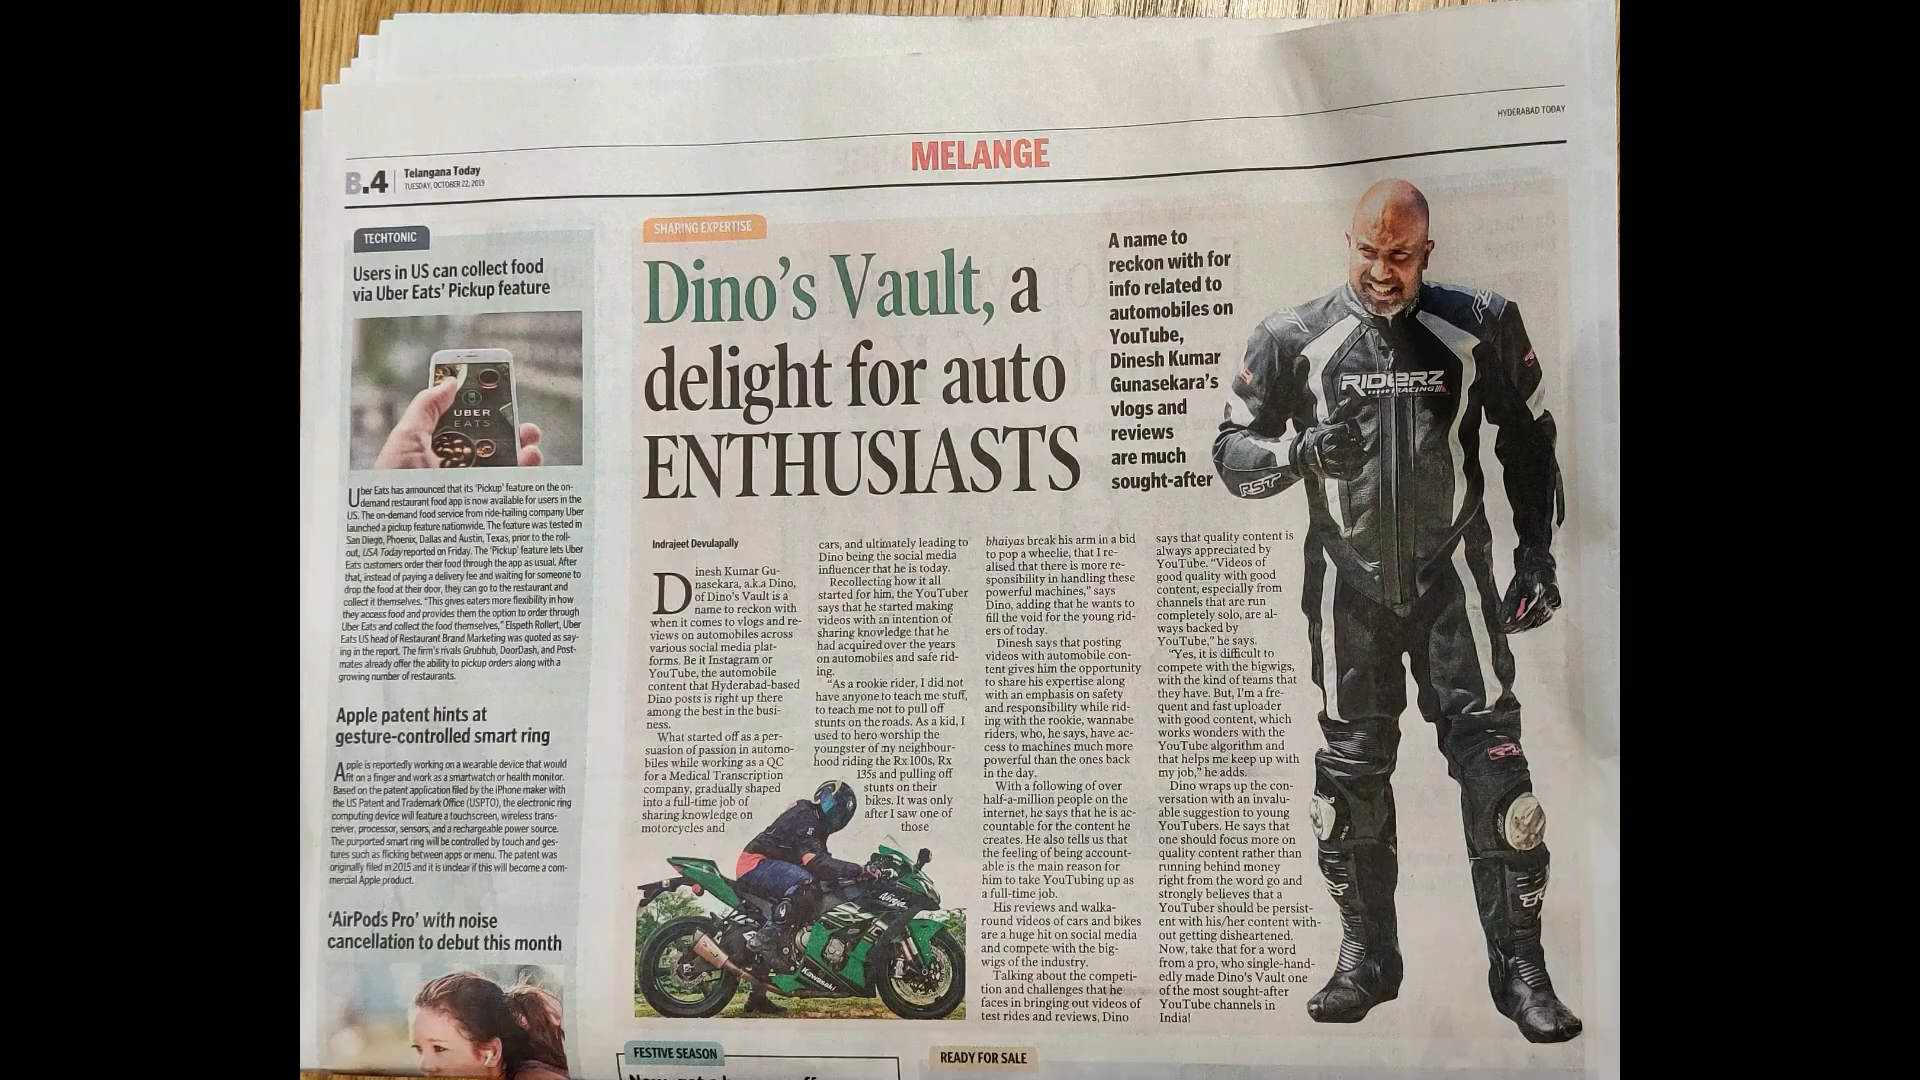 HYDERABAD TODAY
MELANGE
B.4
Telangana Today
TUESDAY, OCTOBER 22, 2019
TECHTONIC
Users in US can collect food
via Uber Eats' Pickup feature
UBER
EATS
Uber Eats has announced that its 'Pickup' feature on the on-
demand restaurant food app is now available for users in the
US. The on-demand food service from ride-hailing company Uber
launched a pickup feature nationwide. The feature was tested in
San Diego, Phoenix, Dallas and Austin, Texas, prior to the roll-
out, USA Today reported on Friday. The 'Pickup' feature lets Uber
Eats customers order their food through the app as usual. After
that, instead of paying a delivery fee and waiting for someone to
drop the food at their door, they can go to the restaurant and
collect it themselves. "This gives eaters more flexibility in how
they access food and provides them the option to order through
Uber Eats and collect the food themselves," Elspeth Rollert, Uber
Eats US head of Restaurant Brand Marketing was quoted as say-
ing in the report. The firm's rivals Grubhub, DoorDash, and Post-
mates already offer the ability to pickup orders along with a
growing number of restaurants.
Apple patent hints at
gesture-controlled smart ring
Apple is reportedly working on a wearable device that would
fit on a finger and work as a smartwatch or health monitor.
Based on the patent application filed by the iPhone maker with
the US Patent and Trademark Office (USPTO), the electronic ring
computing device will feature a touchscreen, wireless trans-
ceiver, processor, sensors, and a rechargeable power source.
The purported smart ring will be controlled by touch and ges-
tures such as flicking between apps or menu. The patent was
originally filed in 2015 and it is unclear if this will become a com-
mercial Apple product.
'AirPods Pro' with noise
cancellation to debut this month
SHARING EXPERTISE
Dino's Vault, a
delight for auto
ENTHUSIASTS
A name to
reckon with for
info related to
automobiles on
YouTube,
Dinesh Kumar
Gunasekara's
vlogs and
reviews
are much
sought-after
Indrajeet Devulapally
Dinesh Kumar Gu-
nasekara, a.k.a Dino,
of Dino's Vault is a
name to reckon with
when it comes to vlogs and re-
views on automobiles across
various social media plat-
forms. Be it Instagram or
YouTube, the automobile
content that Hyderabad-based
Dino posts is right up there
among the best in the busi-
ness.
What started off as a per-
suasion of passion in automo-
biles while working as a QC
for a Medical Transcription
company, gradually shaped
into a full-time job of
sharing knowledge on
motorcycles and
cars, and ultimately leading to
Dino being the social media
influencer that he is today.
Recollecting how it all
started for him, the YouTuber
says that he started making
videos with an intention of
sharing knowledge that he
had acquired over the years
on automobiles and safe rid-
ing.
"As a rookie rider, I did not
have anyone to teach me stuff,
to teach me not to pull off
stunts on the roads. As a kid, I
used to hero worship the
youngster of my neighbour-
hood riding the Rx 100s, Rx
135s and pulling off
stunts on their
bikes. It was only
after I saw one of
those
bhaiyas break his arm in a bid
to pop a wheelie, that I re-
alised that there is more re-
sponsibility in handling these
powerful machines," says
Dino, adding that he wants to
fill the void for the young rid-
ers of today.
Dinesh says that posting
videos with automobile con-
tent gives him the opportunity
to share his expertise along
with an emphasis on safety
and responsibility while rid-
ing with the rookie, wannabe
riders, who, he says, have ac-
cess to machines much more
powerful than the ones back
in the day.
With a following of over
half-a-million people on the
internet, he says that he is ac-
countable for the content he
creates. He also tells us that
the feeling of being account-
able is the main reason for
him to take YouTubing up as
a full-time job.
His reviews and walka-
round videos of cars and bikes
are a huge hit on social media
and compete with the big-
wigs of the industry.
Talking about the competi-
tion and challenges that he
faces in bringing out videos of
test rides and reviews, Dino
says that quality content is
always appreciated by
YouTube. "Videos of
good quality with good
content, especially from
channels that are run
completely solo, are al-
ways backed by
YouTube," he says.
"Yes, it is difficult to
compete with the bigwigs,
with the kind of teams that
they have. But, I'm a fre-
quent and fast uploader
with good content, which
works wonders with the
YouTube algorithm and
that helps me keep up with
my job," he adds.
Dino wraps up the con-
versation with an invalu-
able suggestion to young
YouTubers. He says that
one should focus more on
quality content rather than
running behind money
right from the word go and
strongly believes that a
YouTuber should be persist-
ent with his/her content with-
out getting disheartened.
Now, take that for a word
from a pro, who single-hand-
edly made Dino's Vault one
of the most sought-after
YouTube channels in
India!
RIDERZ
RACING
RST
Ninja
Kawasaki
FESTIVE SEASON
READY FOR SALE